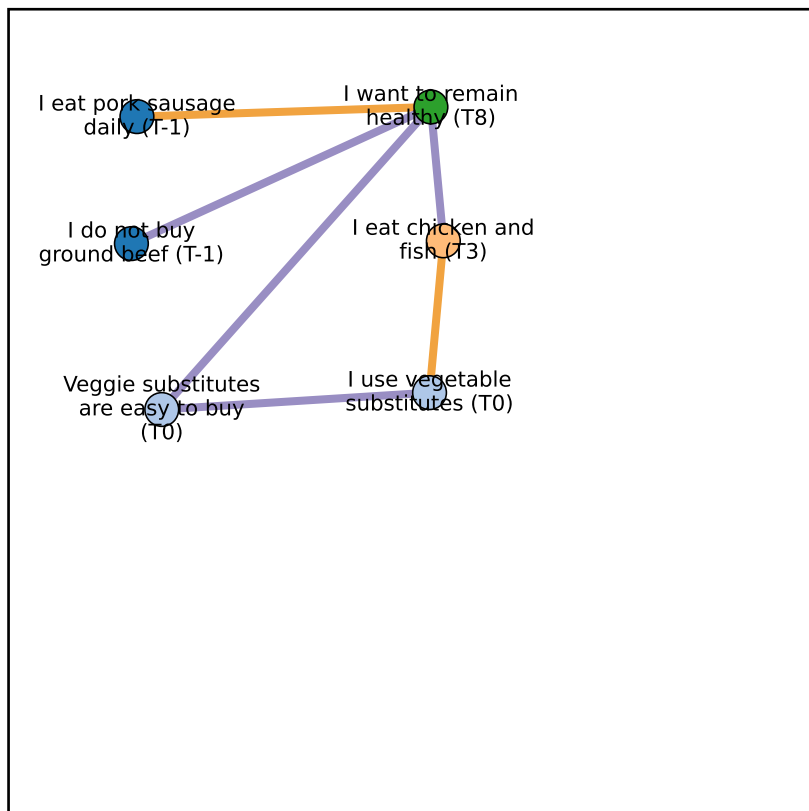 I eat pork sausage
daily (T-1)
I want to remain
healthy (T8)
I do not buy
ground beef (T-1)
I eat chicken and
fish (T3)
Veggie substitutes
are easy to buy
(T0)
I use vegetable
substitutes (T0)